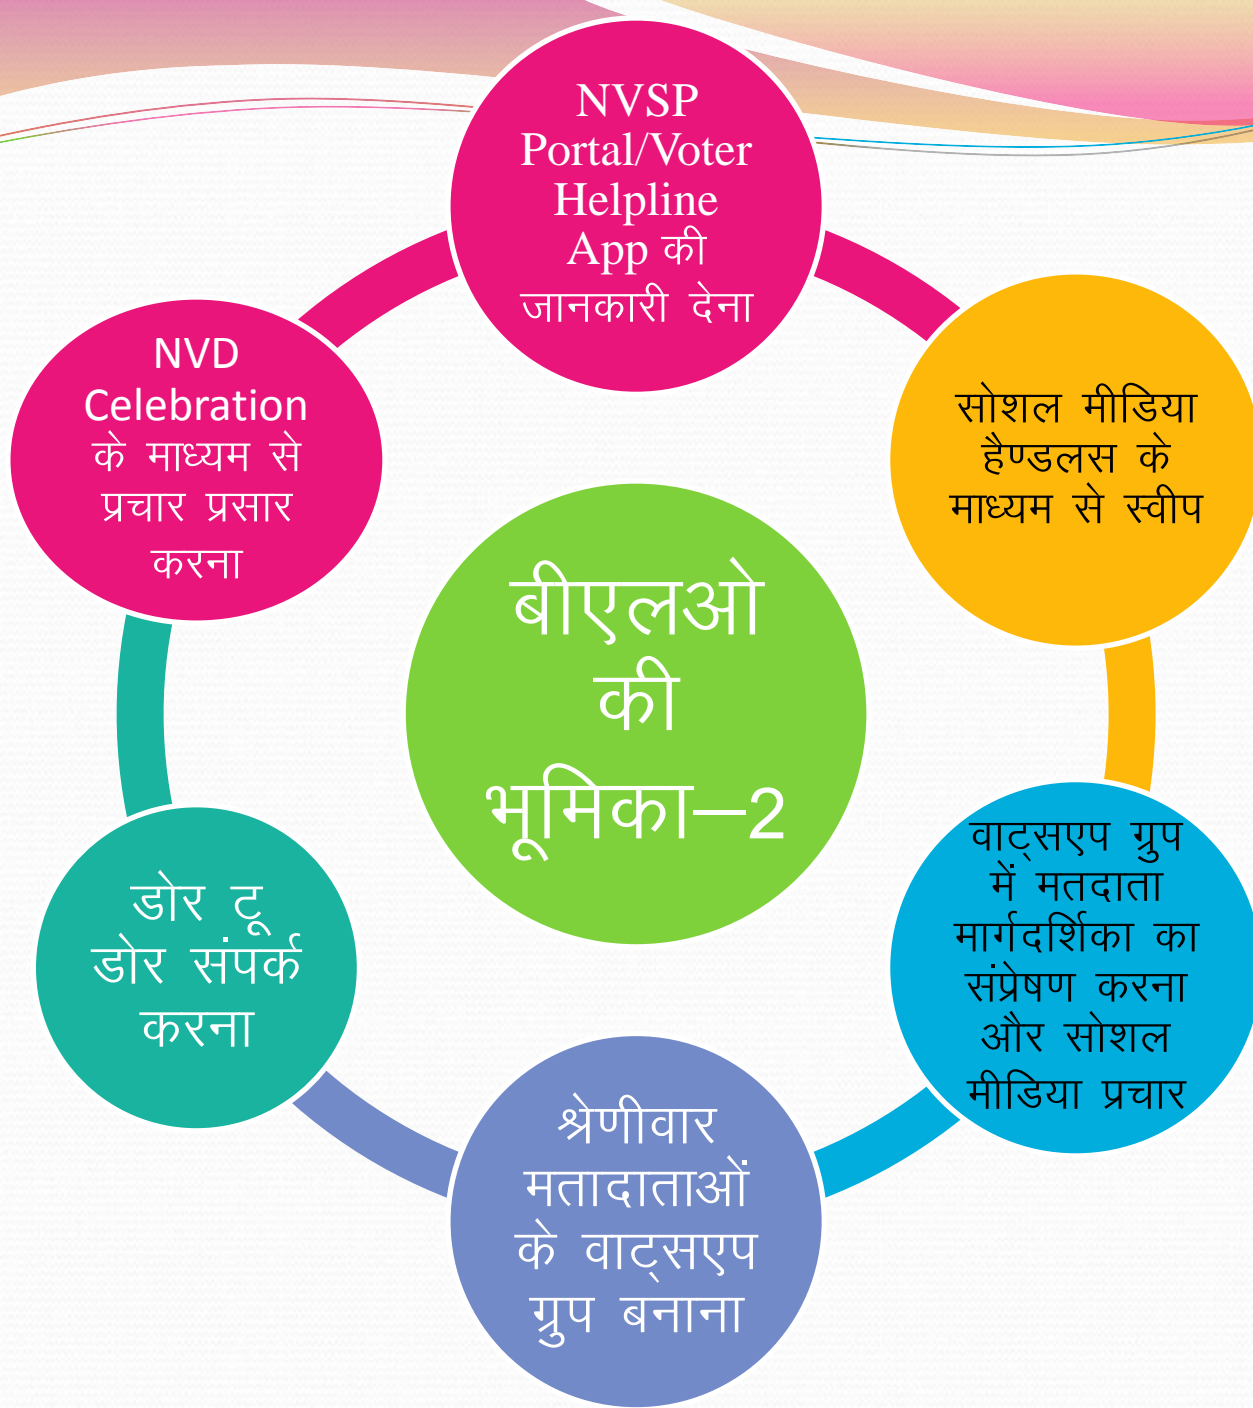 NVSP
Portal/Voter
Helpline
App की
जानकारी देना
सोशल मीडिया
हैण्डलस के
माध्यम से स्वीप
वाट्सएप ग्रुप
में मतदाता
मार्गदर्शिका का
संप्रेषण करना
और सोशल
मीडिया प्रचार
श्रेणीवार
मतादाताओं
के वाट्सएप
ग्रुप बनाना
डोर टू
डोर संपर्क
करना
NVD
Celebration
के माध्यम से
प्रचार प्रसार
करना
बीएलओ
की
भूमिका–2